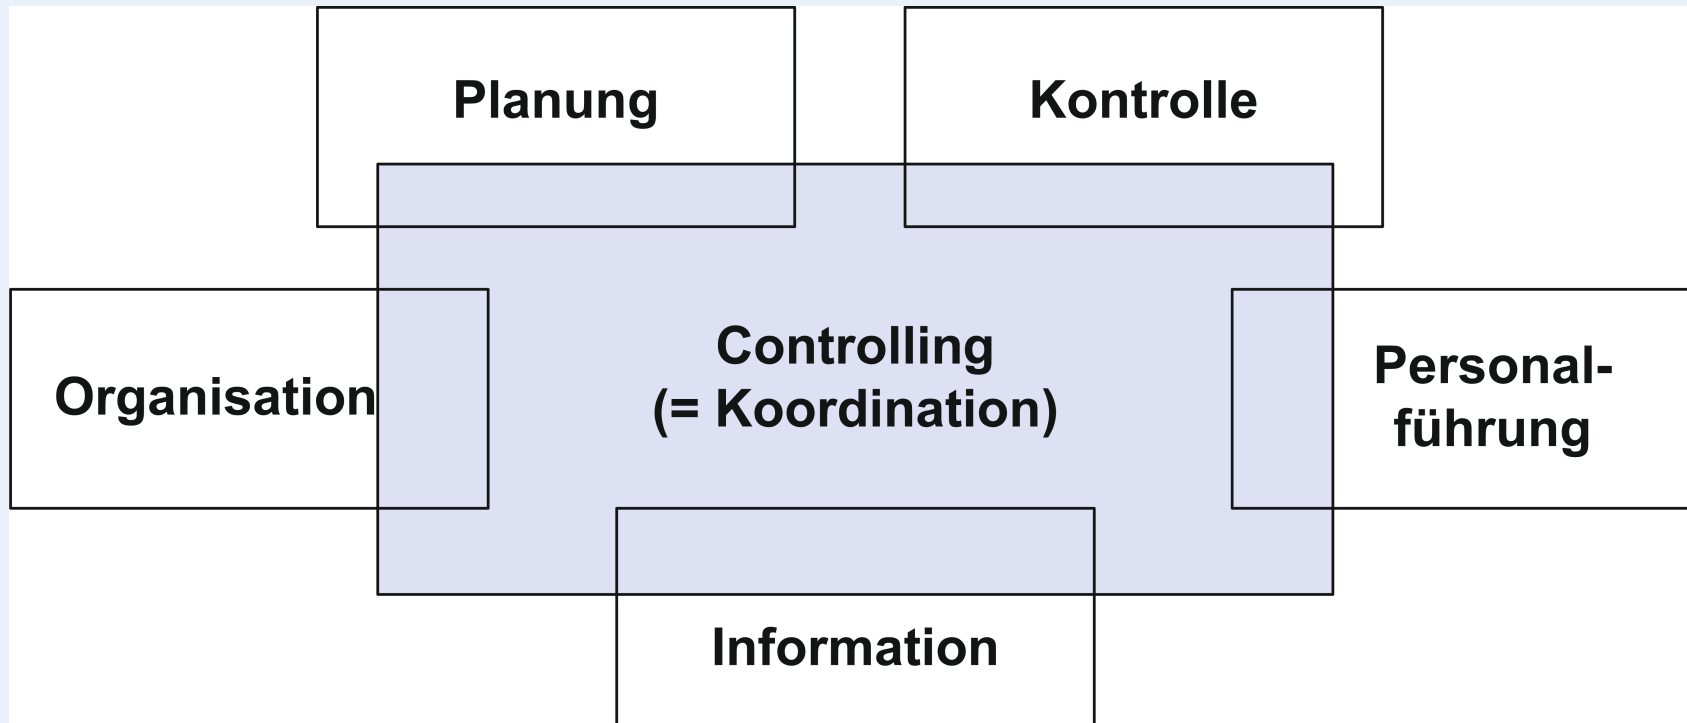 Planung
Kontrolle
Organisation
Controlling
(= Koordination)
Personal-
führung
Information